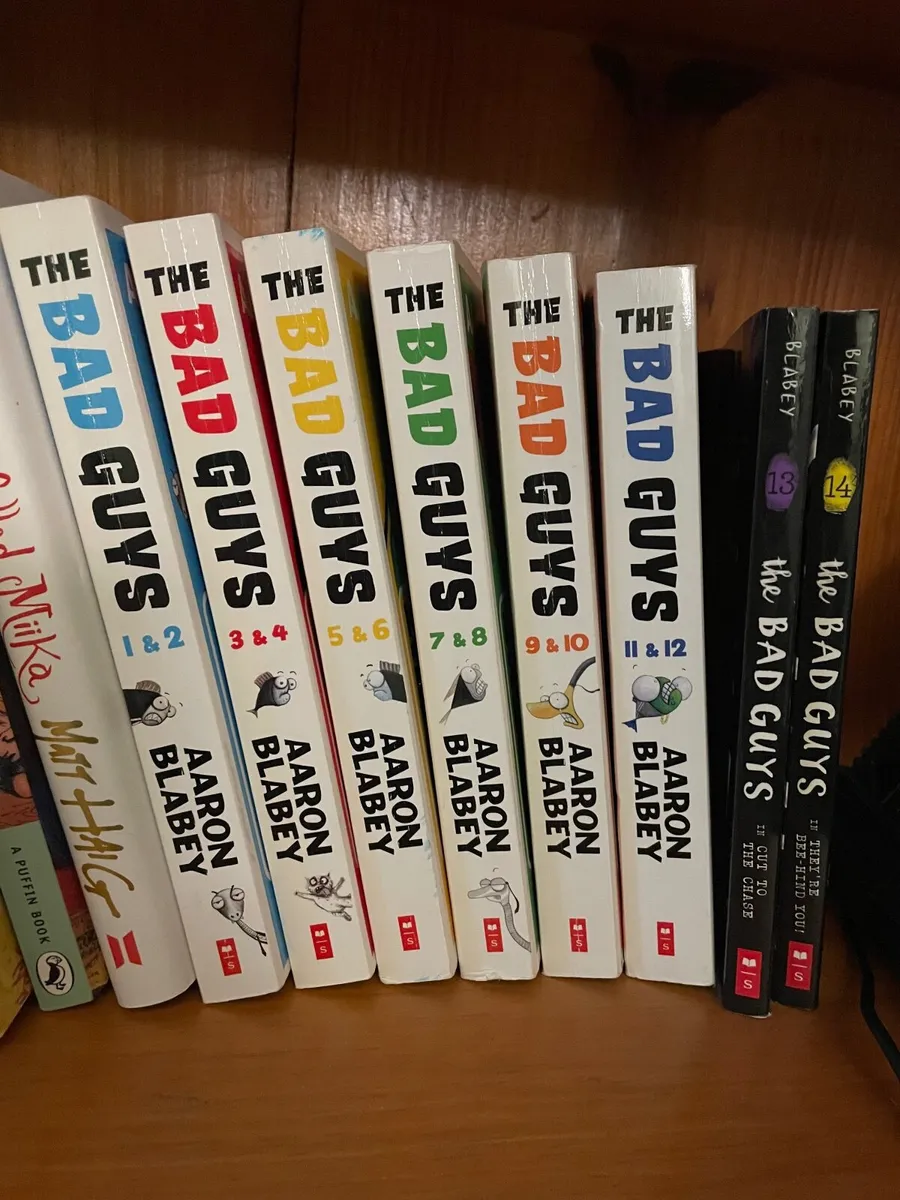 A PUFFIN BOOK
Miika
MATT HAIG
THE BAD GUYS
1 & 2
AARON
BLABEY
S
THE BAD GUYS
3 & 4
AARON
BLABEY
S
THE BAD GUYS
5 & 6
AARON
BLABEY
S
THE BAD GUYS
7 & 8
AARON
BLABEY
S
THE BAD GUYS
9 & 10
AARON
BLABEY
S
THE BAD GUYS
11 & 12
AARON
BLABEY
S
BLABEY
13
the BAD GUYS
IN CUT TO
THE CHASE
S
BLABEY
14
the BAD GUYS
IN THEY'RE
BEE-HIND YOU!
S